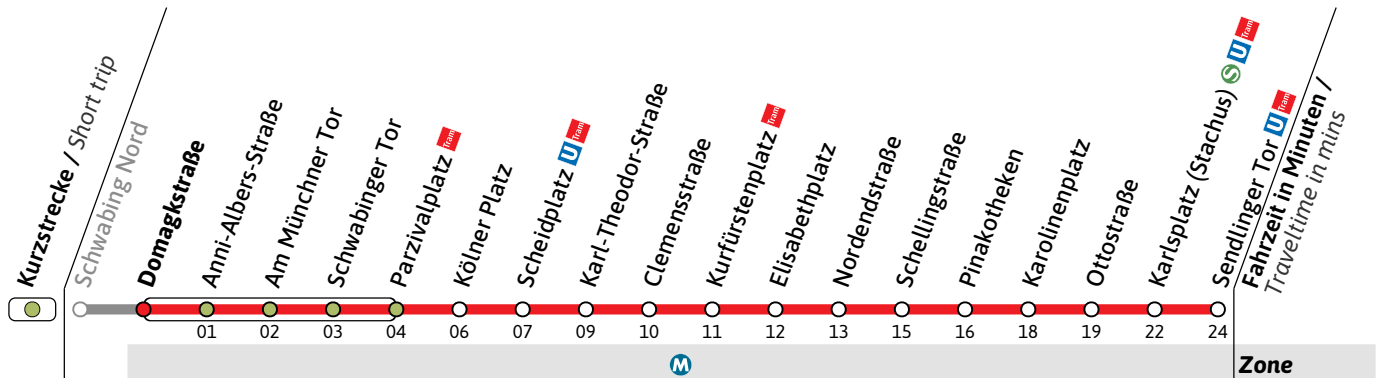 Kurzstrecke / Short trip
Schwabing Nord
Domagkstraße
Anni-Albers-Straße
Am Münchner Tor
Schwabinger Tor
Parzivalplatz Tram
Kölner Platz
Scheidplatz U Tram
Karl-Theodor-Straße
Clemensstraße
Kurfürstenplatz Tram
Elisabethplatz
Nordendstraße
Schellingstraße
Pinakotheken
Karolinenplatz
Ottostraße
Karlsplatz (Stachus) S U Tram
Sendlinger Tor U Tram
Fahrzeit in Minuten /
Traveltime in mins
01 02 03 04 06 07 09 10 11 12 13 15 16 18 19 22 24
M Zone